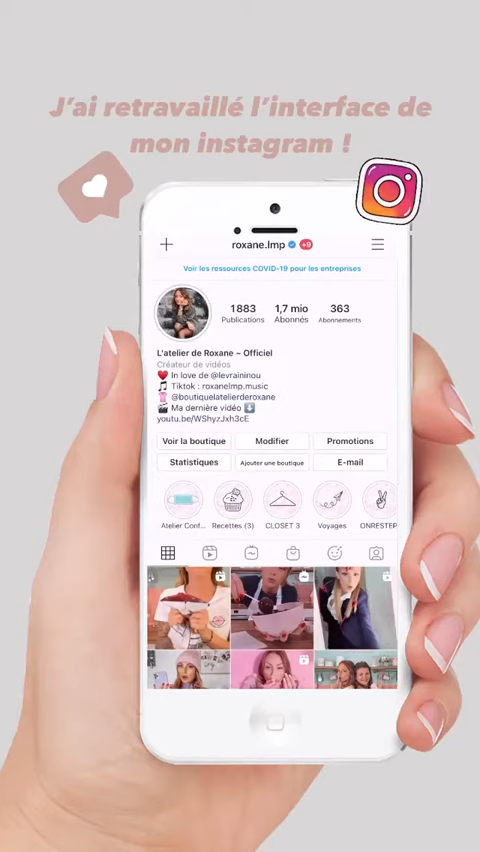 J'ai retravaillé l'interface de
mon instagram !
roxane.lmp +9
Voir les ressources COVID-19 pour les entreprises
1 883 1,7 mio 363
Publications Abonnés Abonnements
L'atelier de Roxane ~ Officiel
Créateur de vidéos
In love de @levraininou
Tiktok : roxanelmp.music
@boutiqueatelierderoxane
Ma dernière vidéo
youtu.be/WShyzJxh3cE
Voir la boutique Modifier Promotions
Statistiques Ajouter une boutique E-mail
Atelier Conf... Recettes (3) CLOSET 3 Voyages ONRESTEP